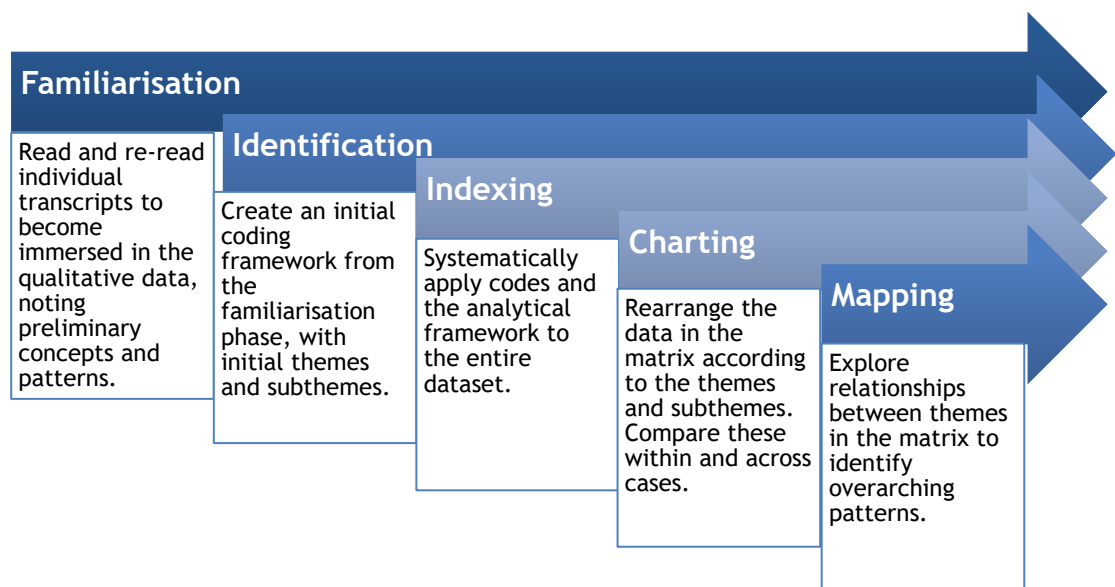 Familiarisation
Read and re-read
individual
transcripts to
become
immersed in the
qualitative data,
noting
preliminary
concepts and
patterns.
Identification
Create an initial
coding
framework from
the
familiarisation
phase, with
initial themes
and subthemes.
Indexing
Systematically
apply codes and
the analytical
framework to
the entire
dataset.
Charting
Rearrange the
data in the
matrix according
to the themes
and subthemes.
Compare these
within and across
cases.
Mapping
Explore
relationships
between themes
in the matrix to
identify
overarching
patterns.